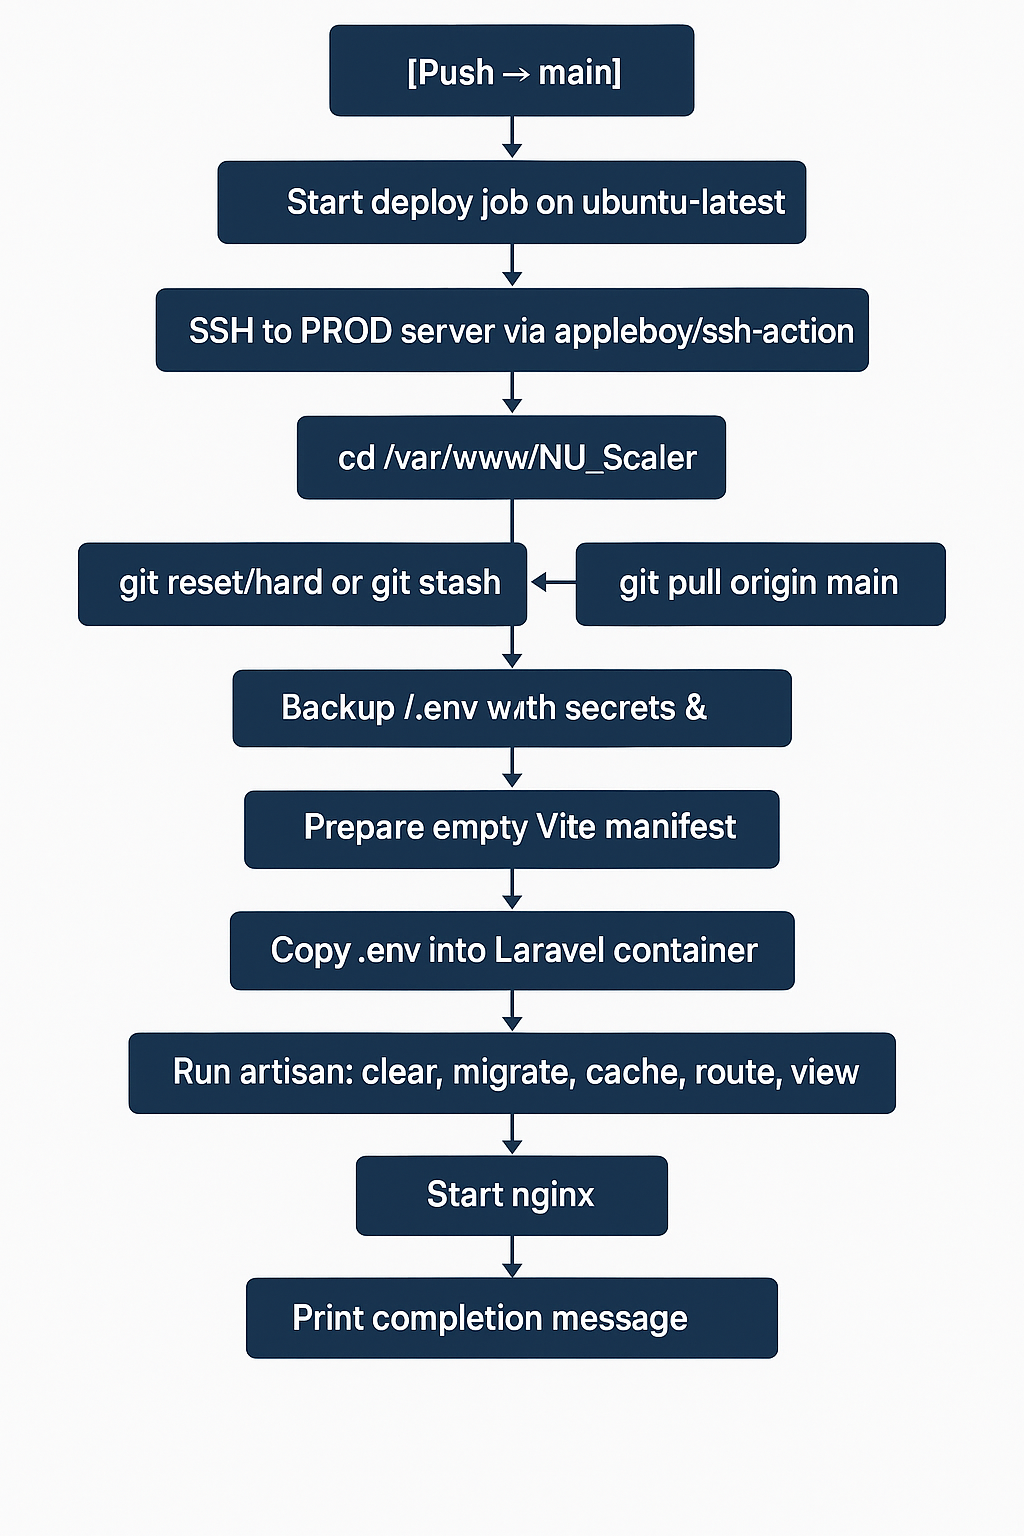 [Push → main]
Start deploy job on ubuntu-latest
SSH to PROD server via appleboy/ssh-action
cd /var/www/NU_Scaler
git reset/hard or git stash
git pull origin main
Backup /.env with secrets &
Prepare empty Vite manifest
Copy .env into Laravel container
Run artisan: clear, migrate, cache, route, view
Start nginx
Print completion message